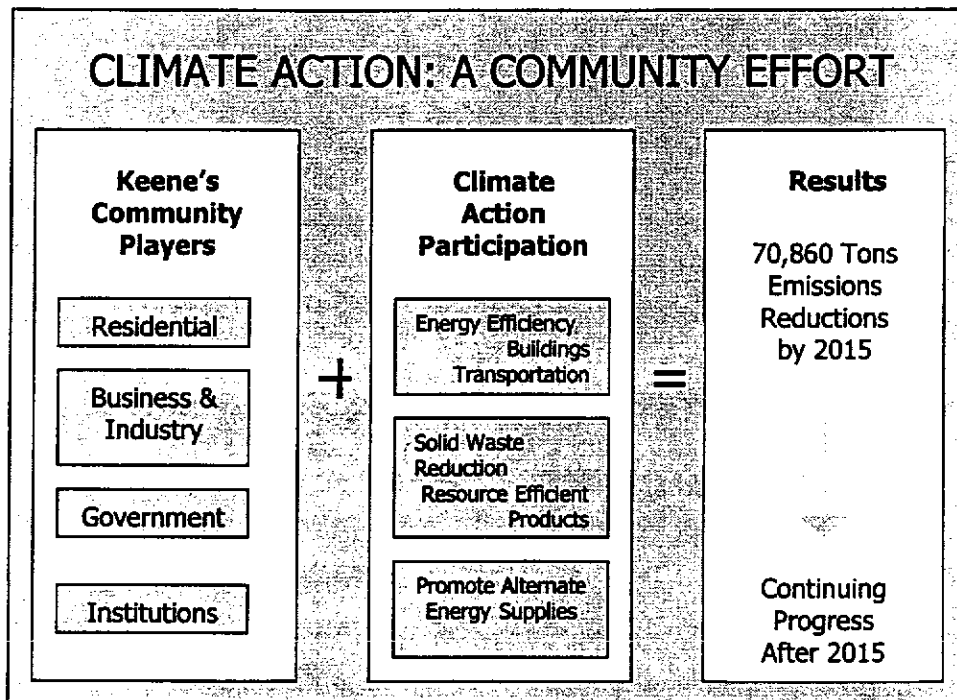 CLIMATE ACTION: A COMMUNITY EFFORT
Keene's
Community
Players
Residential
Business &
Industry
Government
Institutions
+
Climate
Action
Participation
Energy Efficiency
Buildings
Transportation
Solid Waste
Reduction
Resource Efficient
Products
Promote Alternate
Energy Supplies
=
Results
70,860 Tons
Emissions
Reductions
by 2015
Continuing
Progress
After 2015